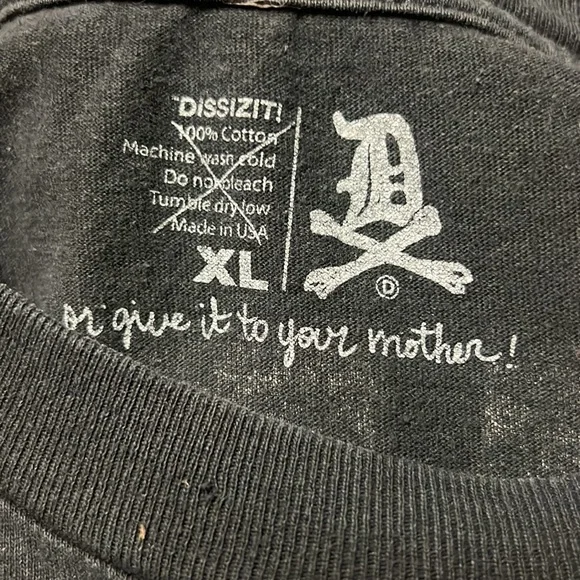 DiSSIZIT!
100% Cotton
Machine wash cold
Do not bleach
Tumble dry low
Made in USA
XL
D
D
or give it to your mother!